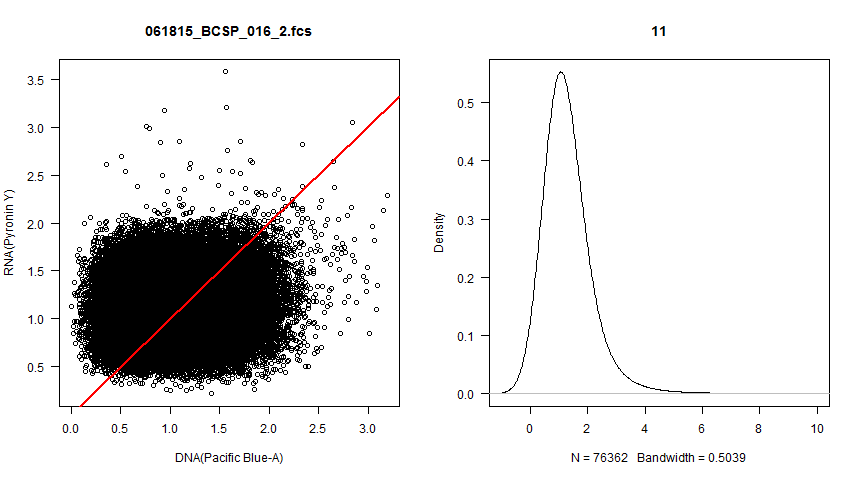 061815_BCSP_016_2.fcs
RNA(Pyronin Y)
3.5
3.0
2.5
2.0
1.5
1.0
0.5
0.0 0.5 1.0 1.5 2.0 2.5 3.0
DNA(Pacific Blue-A)
11
Density
0.5
0.4
0.3
0.2
0.1
0.0
0 2 4 6 8 10
N = 76362 Bandwidth = 0.5039